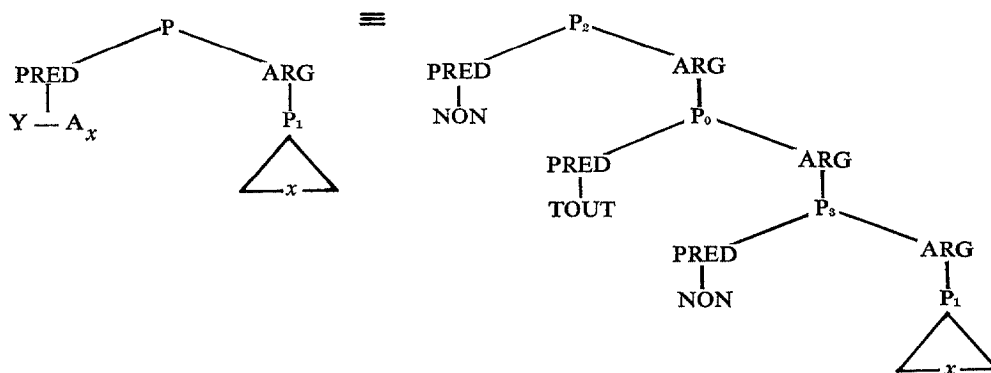 P ≡ P₂
PRED ARG PRED ARG
Y — Aₓ P₁ NON P₀
x PRED ARG
TOUT P₃
PRED ARG
NON P₁
x